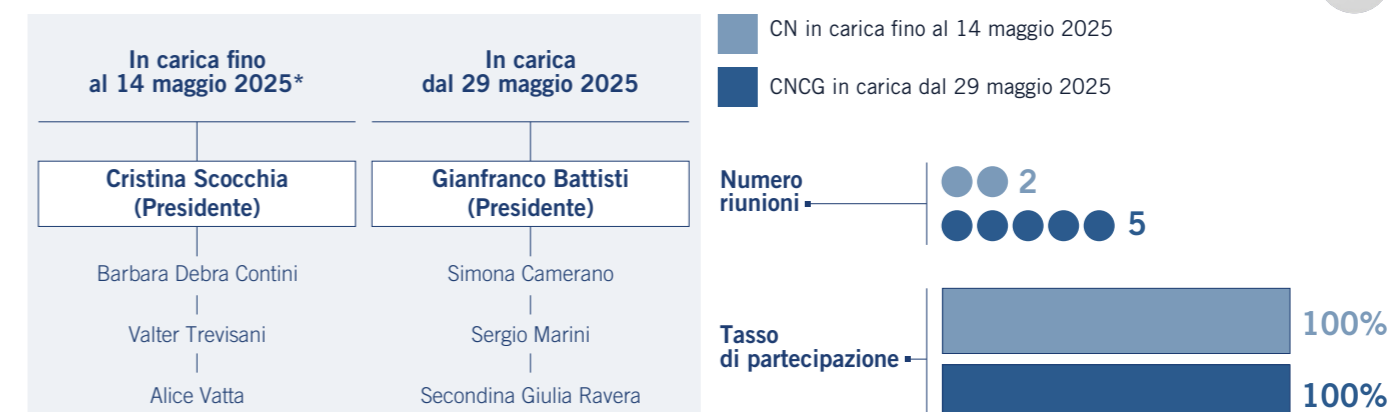 In carica fino
al 14 maggio 2025*
Cristina Scocchia
(Presidente)
Barbara Debra Contini
Valter Trevisani
Alice Vatta
In carica
dal 29 maggio 2025
Gianfranco Battisti
(Presidente)
Simona Camerano
Sergio Marini
Secondina Giulia Ravera
CN in carica fino al 14 maggio 2025
CNCG in carica dal 29 maggio 2025
Numero
riunioni
2
5
Tasso
di partecipazione
100%
100%